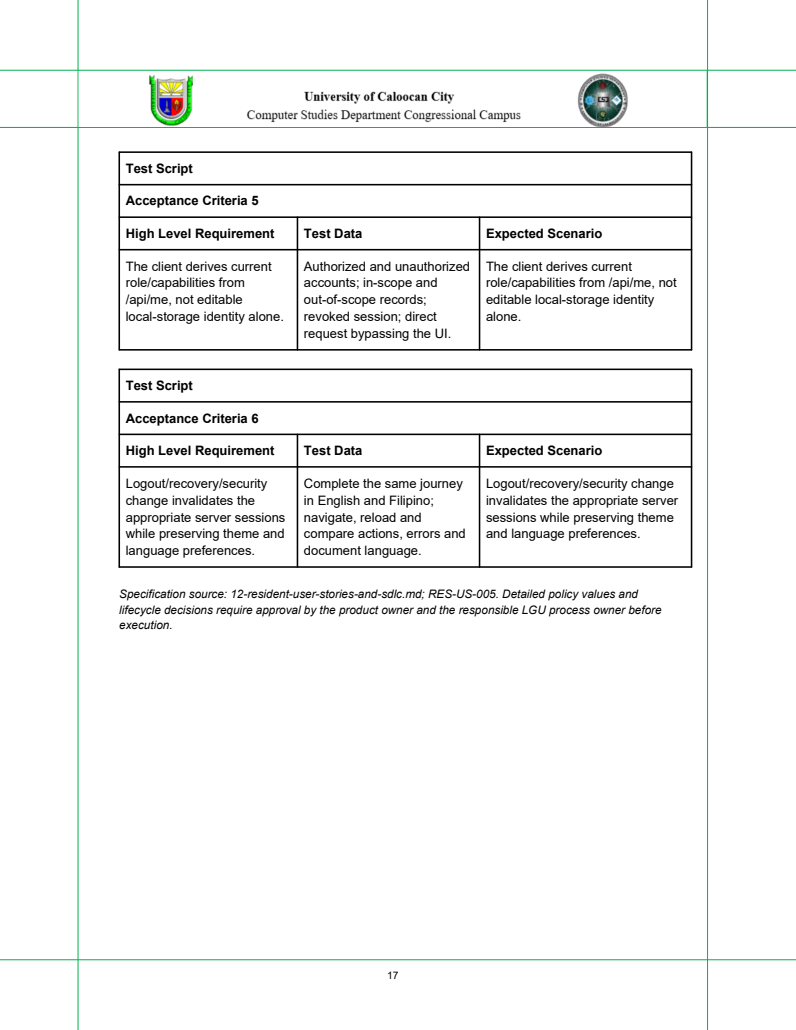 University of Caloocan City
Computer Studies Department Congressional Campus
Test Script
Acceptance Criteria 5
High Level Requirement
Test Data
Expected Scenario
The client derives current
role/capabilities from
/api/me, not editable
local-storage identity alone.
Authorized and unauthorized
accounts; in-scope and
out-of-scope records;
revoked session; direct
request bypassing the UI.
The client derives current
role/capabilities from /api/me, not
editable local-storage identity
alone.
Test Script
Acceptance Criteria 6
High Level Requirement
Test Data
Expected Scenario
Logout/recovery/security
change invalidates the
appropriate server sessions
while preserving theme and
language preferences.
Complete the same journey
in English and Filipino;
navigate, reload and
compare actions, errors and
document language.
Logout/recovery/security change
invalidates the appropriate server
sessions while preserving theme
and language preferences.
Specification source: 12-resident-user-stories-and-sdlc.md; RES-US-005. Detailed policy values and
lifecycle decisions require approval by the product owner and the responsible LGU process owner before
execution.
17